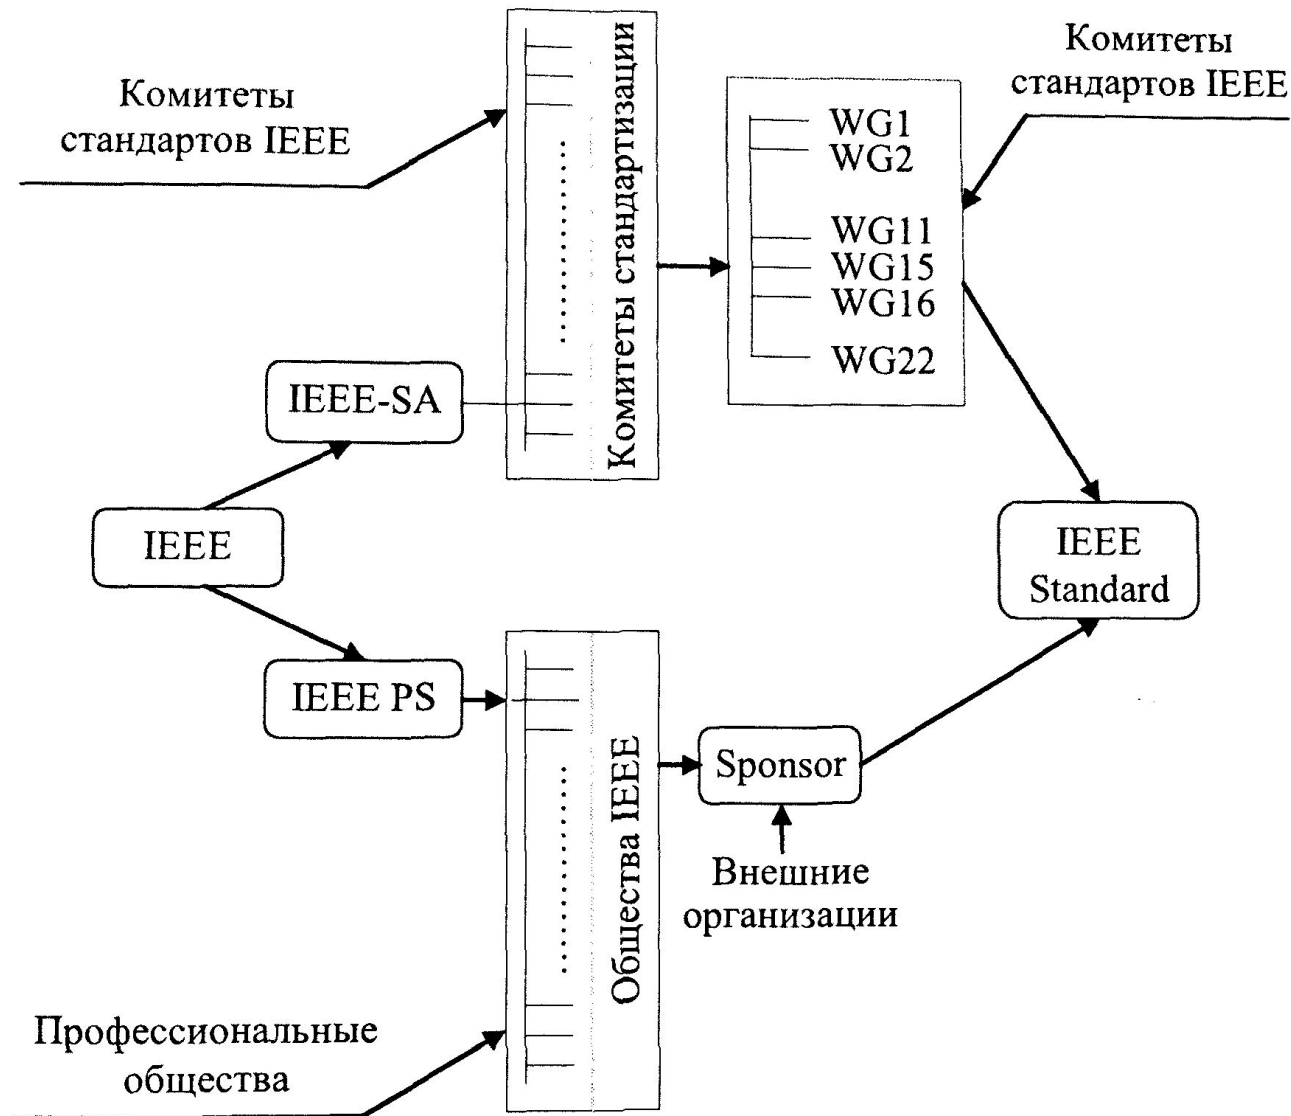 Комитеты
стандартов IEEE
Комитеты стандартизации
Комитеты
стандартов IEEE
WG1
WG2
WG11
WG15
WG16
WG22
IEEE-SA
IEEE
IEEE
Standard
IEEE PS
Общества IEEE
Sponsor
Внешние
организации
Профессиональные
общества